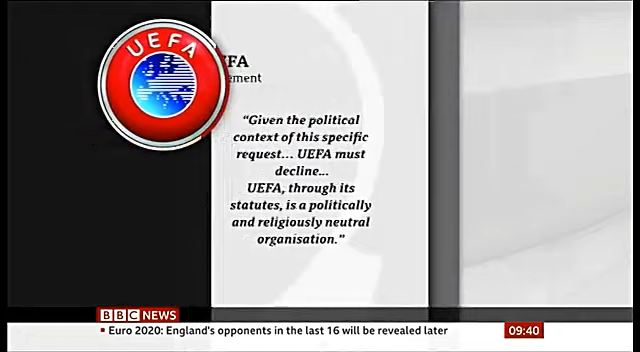 UEFA
FA
ement
“Given the political
context of this specific
request... UEFA must
decline...
UEFA, through its
statutes, is a politically
and religiously neutral
organisation.”
BBC NEWS
▪ Euro 2020: England's opponents in the last 16 will be revealed later
09:40